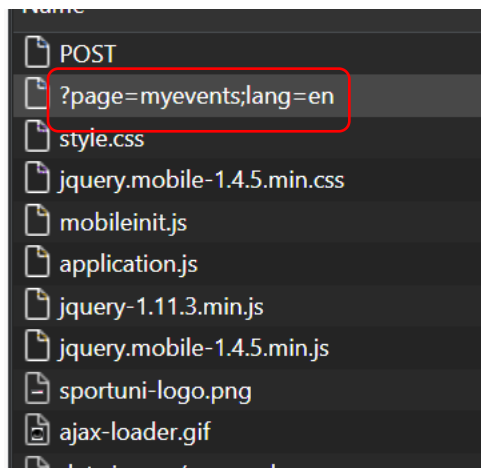 Name
POST
?page=myevents;lang=en
style.css
jquery.mobile-1.4.5.min.css
mobileinit.js
application.js
jquery-1.11.3.min.js
jquery.mobile-1.4.5.min.js
sportuni-logo.png
ajax-loader.gif